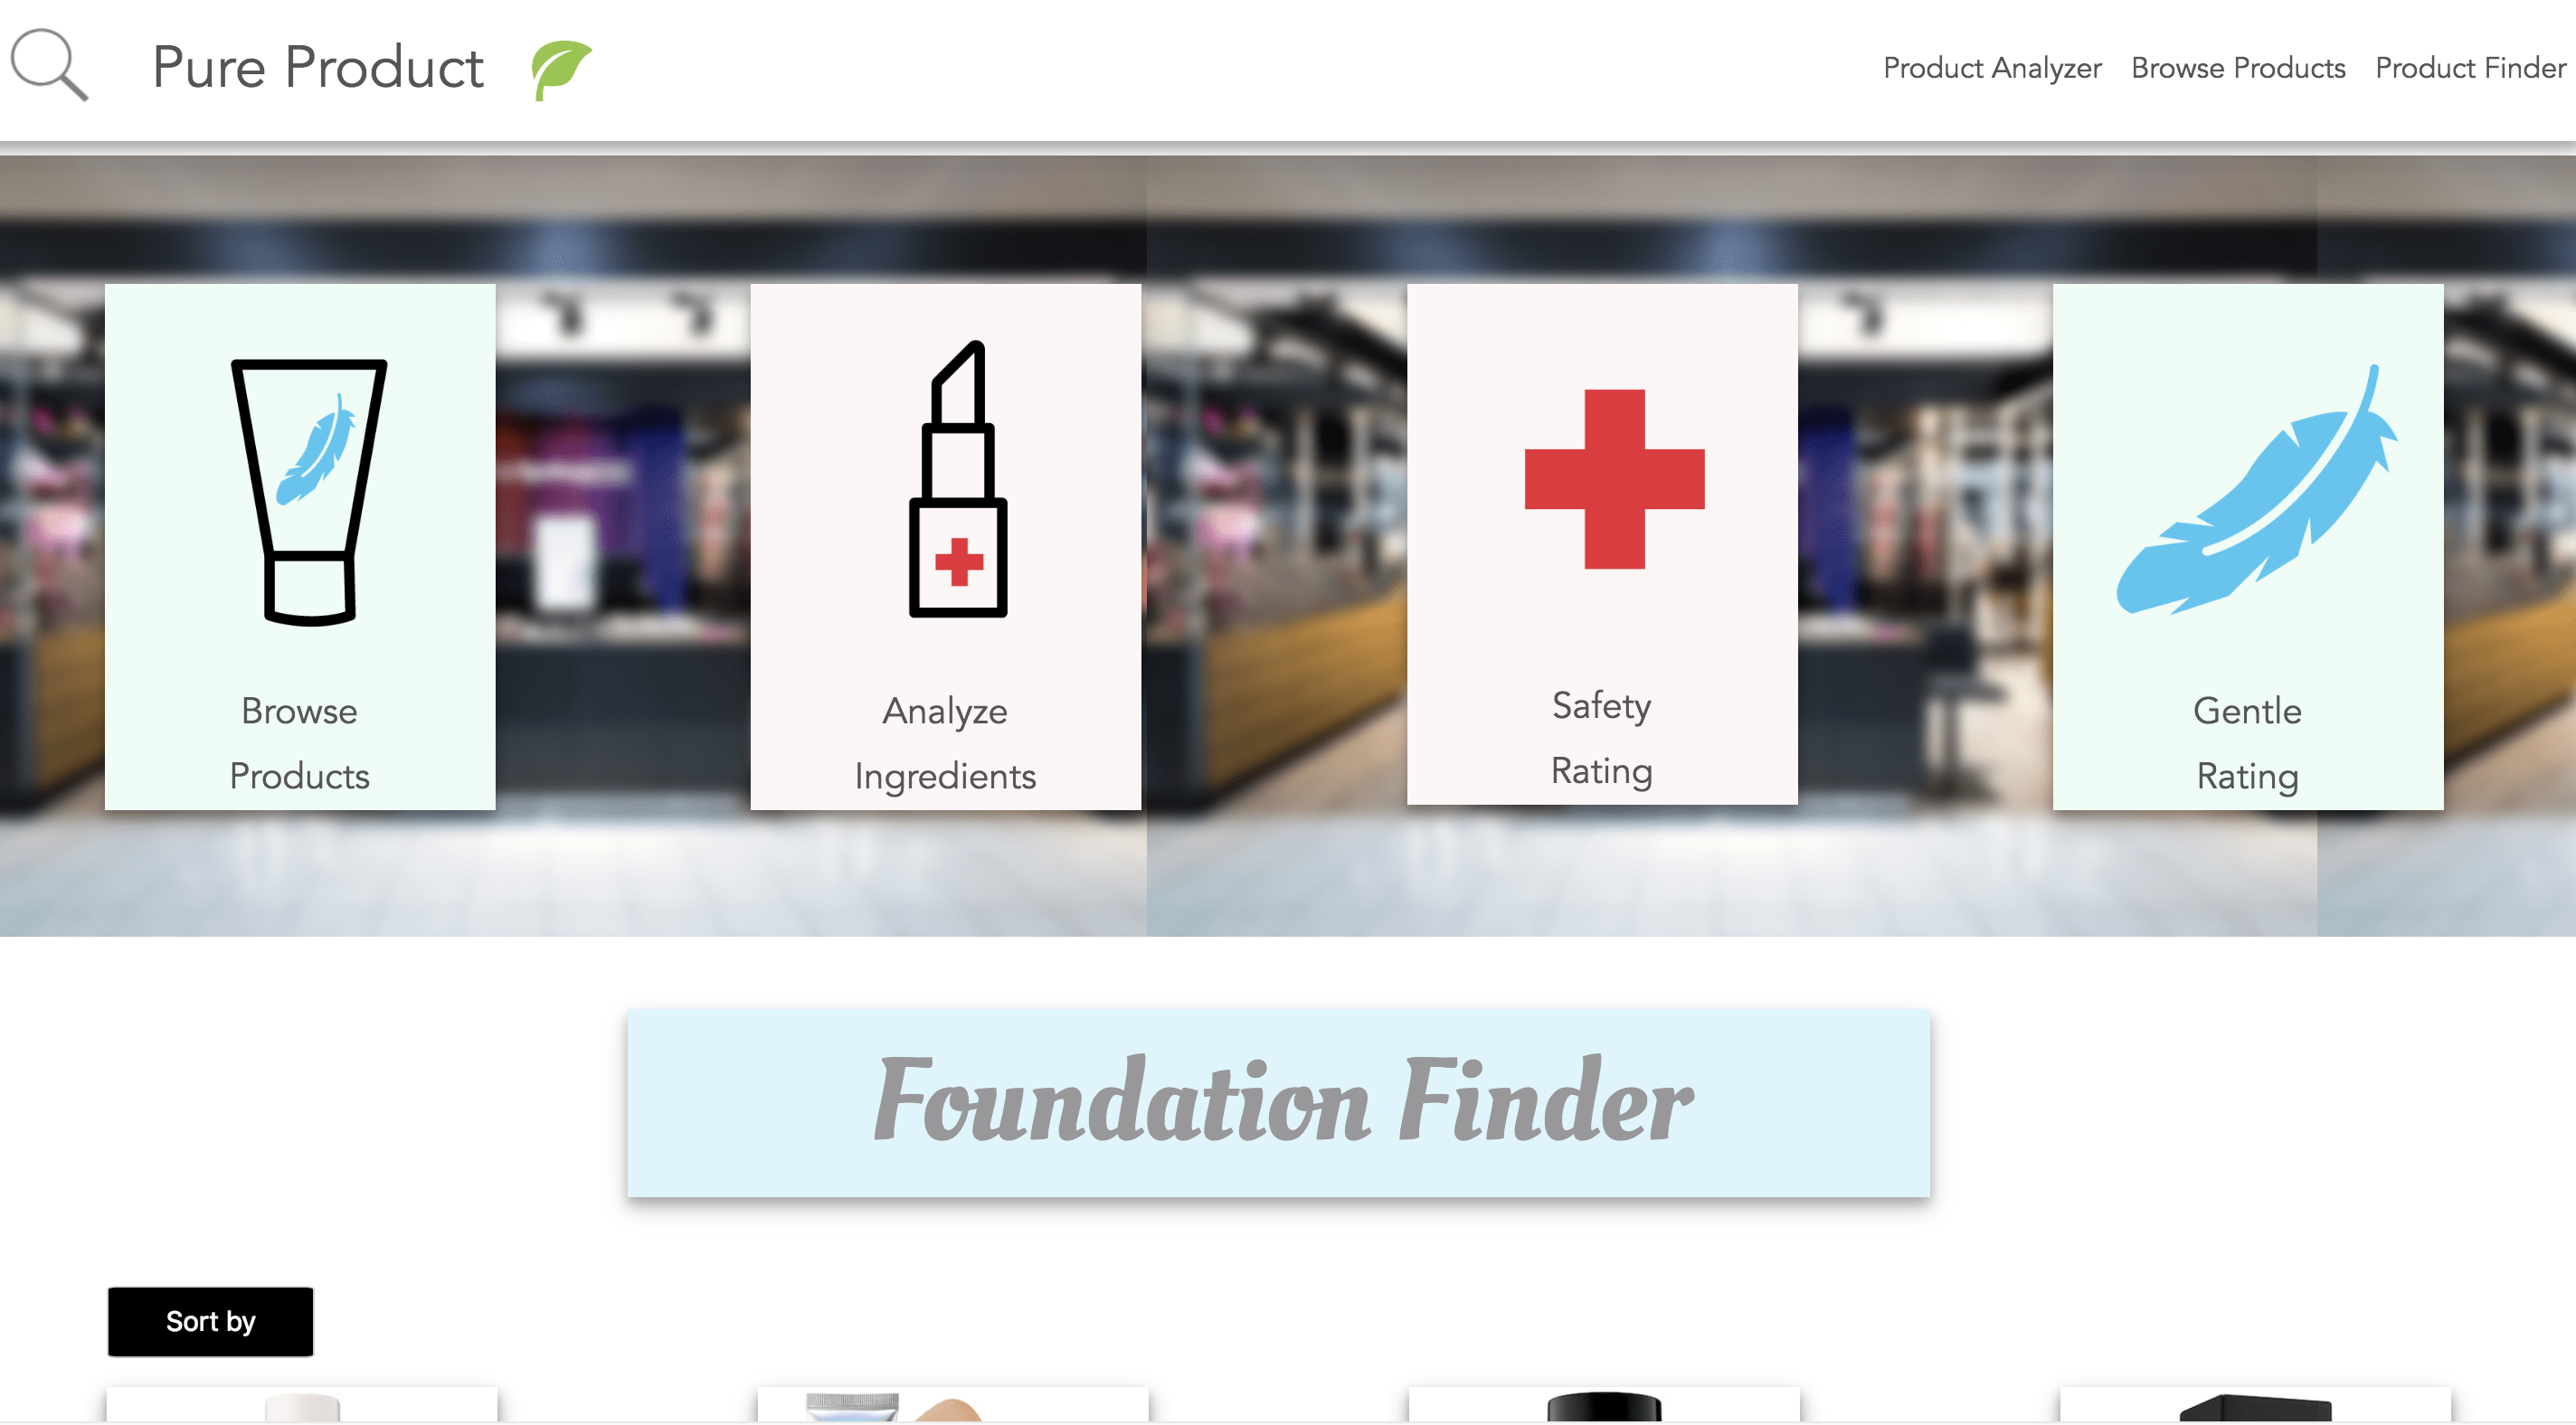 Pure Product
Product Analyzer Browse Products Product Finder
Browse
Products
Analyze
Ingredients
Safety
Rating
Gentle
Rating
Foundation Finder
Sort by